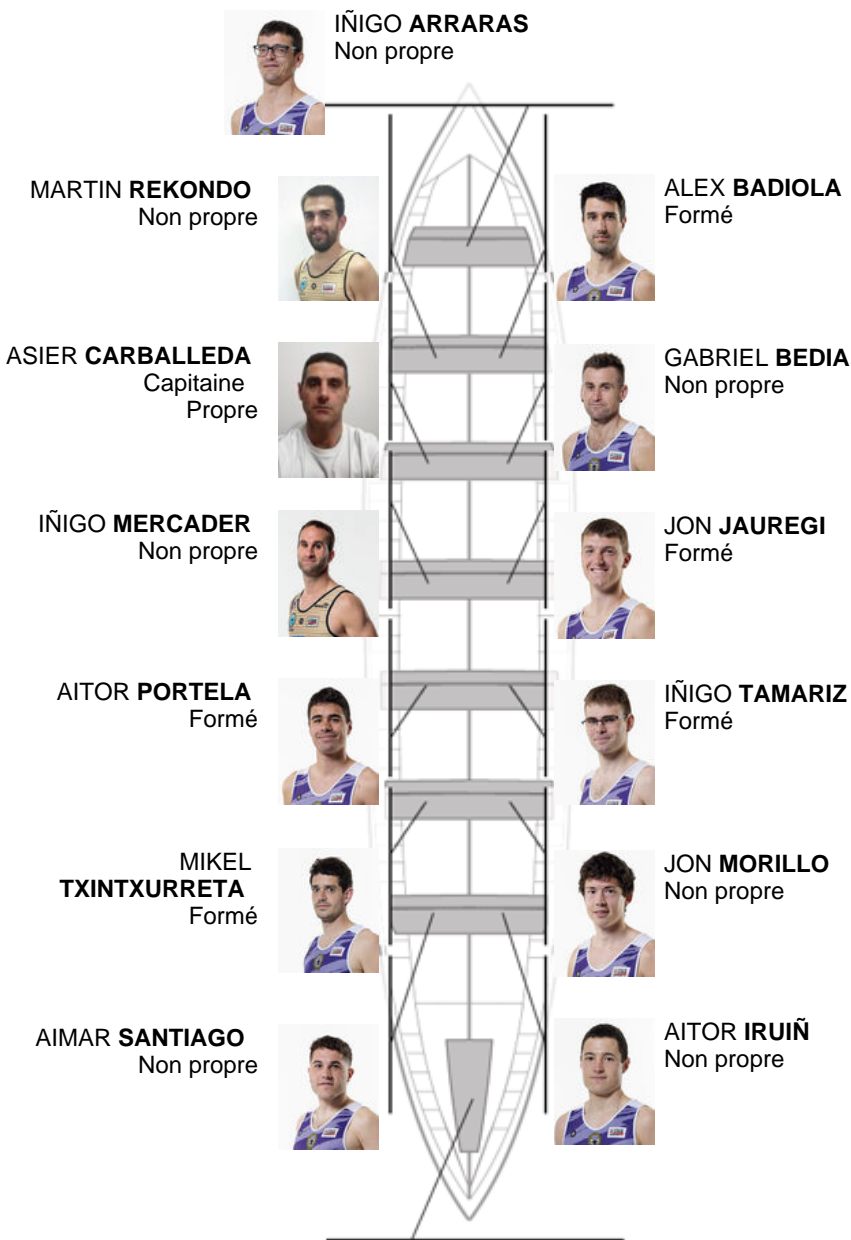 IÑIGO ARRARAS
Non propre
MARTIN REKONDO
Non propre
ALEX BADIOLA
Formé
ASIER CARBALLEDA
Capitaine
Propre
GABRIEL BEDIA
Non propre
IÑIGO MERCADER
Non propre
JON JAUREGI
Formé
AITOR PORTELA
Formé
IÑIGO TAMARIZ
Formé
MIKEL
TXINTXURRETA
Formé
JON MORILLO
Non propre
AIMAR SANTIAGO
Non propre
AITOR IRUIÑ
Non propre